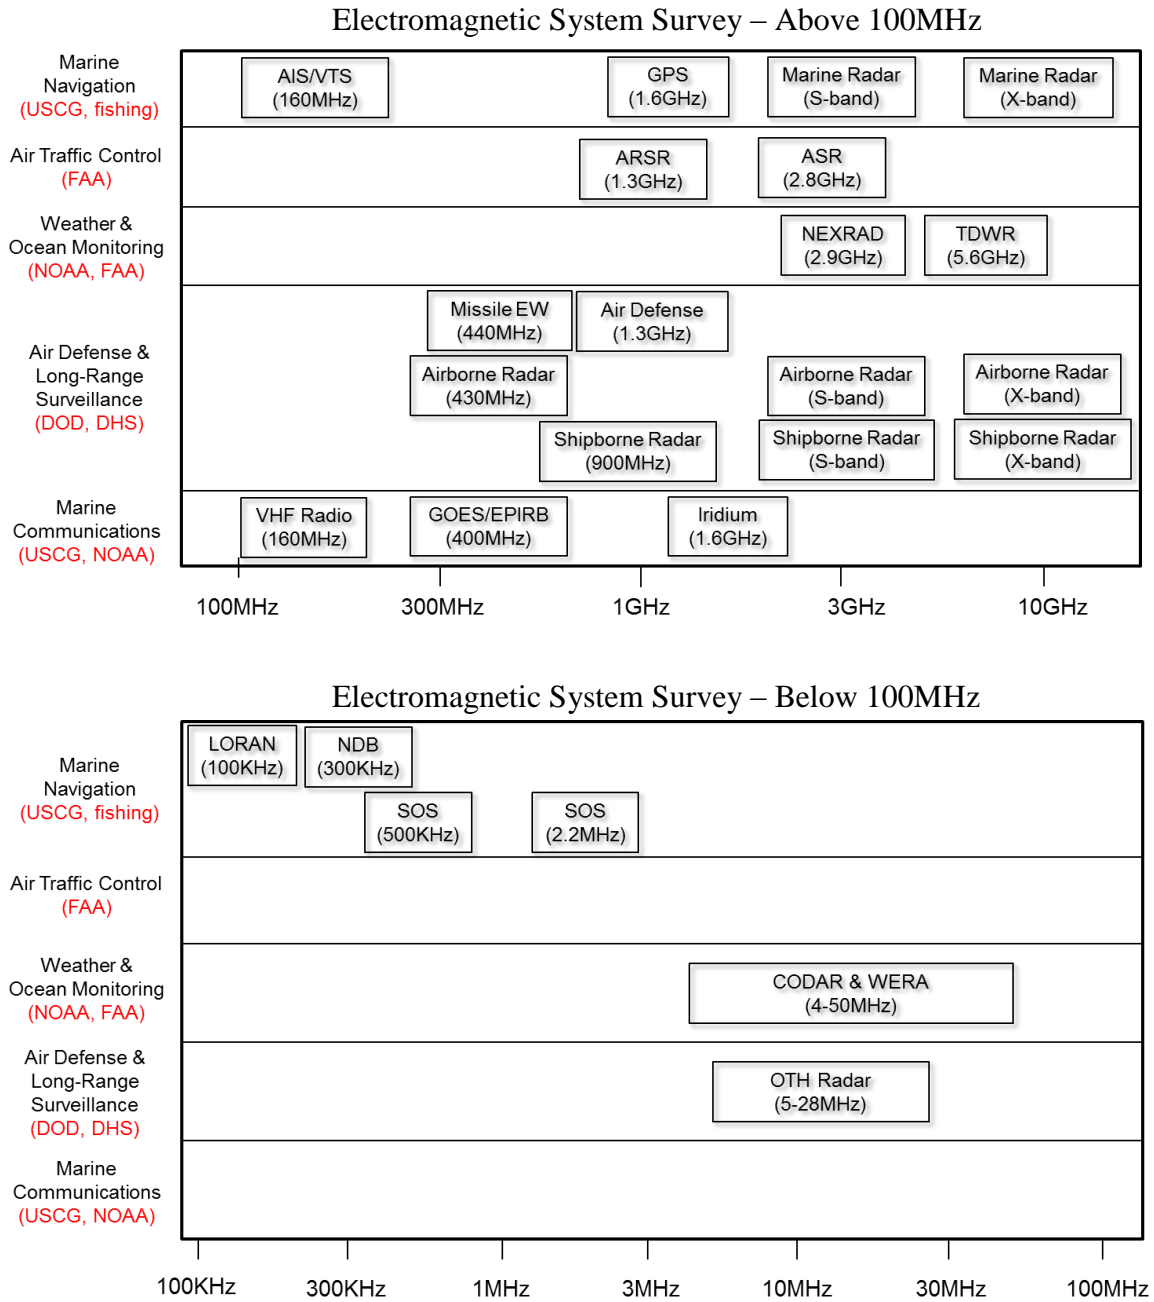 Electromagnetic System Survey – Above 100MHz
Marine
Navigation
(USCG, fishing)
AIS/VTS
(160MHz)
GPS
(1.6GHz)
Marine Radar
(S-band)
Marine Radar
(X-band)
Air Traffic Control
(FAA)
ARSR
(1.3GHz)
ASR
(2.8GHz)
Weather &
Ocean Monitoring
(NOAA, FAA)
NEXRAD
(2.9GHz)
TDWR
(5.6GHz)
Air Defense &
Long-Range
Surveillance
(DOD, DHS)
Missile EW
(440MHz)
Air Defense
(1.3GHz)
Airborne Radar
(430MHz)
Airborne Radar
(S-band)
Airborne Radar
(X-band)
Shipborne Radar
(900MHz)
Shipborne Radar
(S-band)
Shipborne Radar
(X-band)
Marine
Communications
(USCG, NOAA)
VHF Radio
(160MHz)
GOES/EPIRB
(400MHz)
Iridium
(1.6GHz)
100MHz
300MHz
1GHz
3GHz
10GHz
Electromagnetic System Survey – Below 100MHz
Marine
Navigation
(USCG, fishing)
LORAN
(100KHz)
NDB
(300KHz)
SOS
(500KHz)
SOS
(2.2MHz)
Air Traffic Control
(FAA)
Weather &
Ocean Monitoring
(NOAA, FAA)
CODAR & WERA
(4-50MHz)
Air Defense &
Long-Range
Surveillance
(DOD, DHS)
OTH Radar
(5-28MHz)
Marine
Communications
(USCG, NOAA)
100KHz
300KHz
1MHz
3MHz
10MHz
30MHz
100MHz